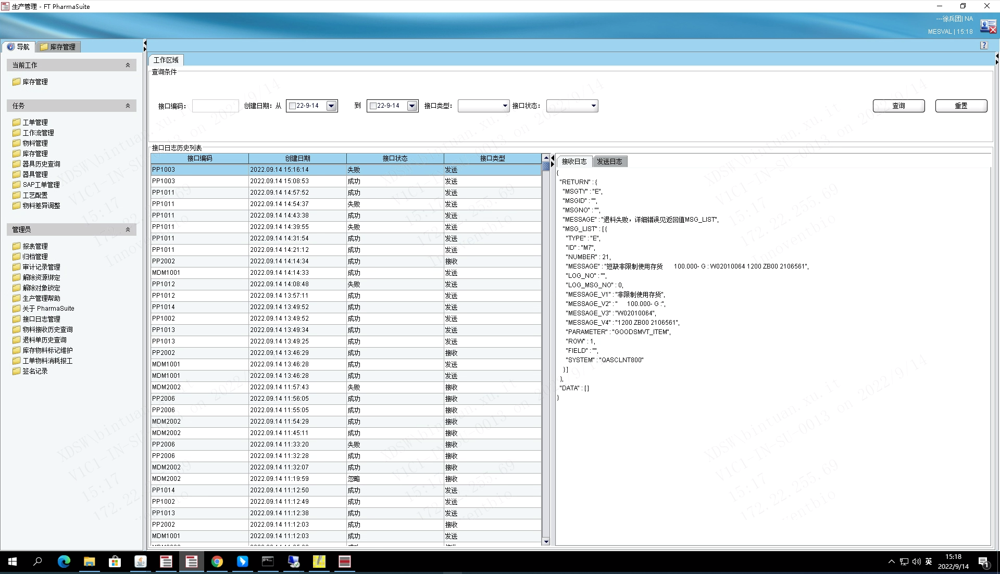 生产管理 - FT PharmaSuite
---徐兵团| NA
MESVAL | 15:18
导航
库存管理
当前工作
库存管理
任务
工单管理
工作流管理
物料管理
库存管理
器具历史查询
器具管理
SAP工单管理
工艺配置
物料差异调整
管理员
报表管理
归档管理
审计记录管理
解除资源绑定
解除对象锁定
生产管理帮助
关于 PharmaSuite
接口日志管理
物料接收历史查询
退料单历史查询
库存物料标记维护
工单物料消耗报工
签名记录
工作区域
查询条件
接口编码: 创建日期: 从 22-9-14 到 22-9-14 接口类型: 接口状态: 查询 重置
接口日志历史列表
接口编码 创建日期 接口状态 接口类型
PP1003 2022.09.14 15:16:14 失败 发送
PP1003 2022.09.14 15:08:53 成功 发送
PP1011 2022.09.14 14:57:52 成功 发送
PP1011 2022.09.14 14:54:37 失败 发送
PP1011 2022.09.14 14:43:38 成功 发送
PP1011 2022.09.14 14:39:55 失败 发送
PP1011 2022.09.14 14:31:54 成功 发送
PP1011 2022.09.14 14:21:12 成功 发送
PP2002 2022.09.14 14:14:34 成功 接收
MDM1001 2022.09.14 14:14:33 成功 发送
PP1012 2022.09.14 14:08:48 失败 发送
PP1012 2022.09.14 13:57:11 成功 发送
PP1014 2022.09.14 13:49:52 成功 发送
PP1002 2022.09.14 13:49:52 成功 发送
PP1013 2022.09.14 13:49:34 成功 发送
PP1013 2022.09.14 13:49:25 成功 发送
PP2002 2022.09.14 13:46:29 成功 接收
MDM1001 2022.09.14 13:46:28 成功 发送
MDM1001 2022.09.14 13:46:28 成功 发送
MDM2002 2022.09.14 11:57:43 失败 接收
PP2006 2022.09.14 11:56:05 成功 接收
PP2006 2022.09.14 11:55:05 成功 接收
MDM2002 2022.09.14 11:54:29 成功 接收
MDM2002 2022.09.14 11:45:11 成功 接收
PP2006 2022.09.14 11:33:20 失败 接收
PP2006 2022.09.14 11:32:28 成功 接收
MDM2002 2022.09.14 11:32:07 成功 接收
MDM2002 2022.09.14 11:19:59 忽略 接收
PP1014 2022.09.14 11:12:50 成功 发送
PP1002 2022.09.14 11:12:49 成功 发送
PP1013 2022.09.14 11:12:38 成功 发送
PP2002 2022.09.14 11:12:03 成功 接收
MDM1001 2022.09.14 11:12:03 成功 发送
接收日志 发送日志
{
"RETURN" : {
"MSGTY" : "E",
"MSGID" : "",
"MSGNO" : "",
"MESSAGE" : "退料失败，详细错误见返回值MSG_LIST",
"MSG_LIST" : [ {
"TYPE" : "E",
"ID" : "M7",
"NUMBER" : 21,
"MESSAGE" : "短缺非限制使用存货 100.000- G : W02010064 1200 ZB00 2106561",
"LOG_NO" : "",
"LOG_MSG_NO" : 0,
"MESSAGE_V1" : "非限制使用存货",
"MESSAGE_V2" : " 100.000- G :",
"MESSAGE_V3" : "W02010064",
"MESSAGE_V4" : "1200 ZB00 2106561",
"PARAMETER" : "GOODSMVT_ITEM",
"ROW" : 1,
"FIELD" : "",
"SYSTEM" : "QASCLNT800"
} ]
},
"DATA" : [ ]
}
XDSW\bintuan.xu.it
V1C1-IN-SU-0013 on 2022/9/14
15:17
172.22.255.69
Innoventbio
英
15:18
2022/9/14
1